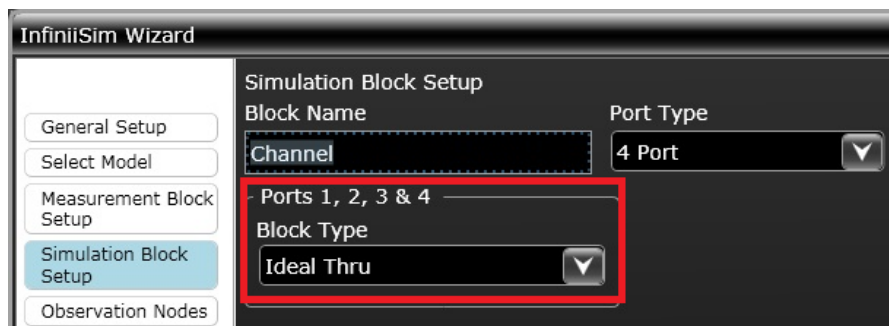 InfiniiSim Wizard
General Setup
Select Model
Measurement Block
Setup
Simulation Block
Setup
Observation Nodes
Simulation Block Setup
Block Name
Channel
Port Type
4 Port
Ports 1, 2, 3 & 4
Block Type
Ideal Thru